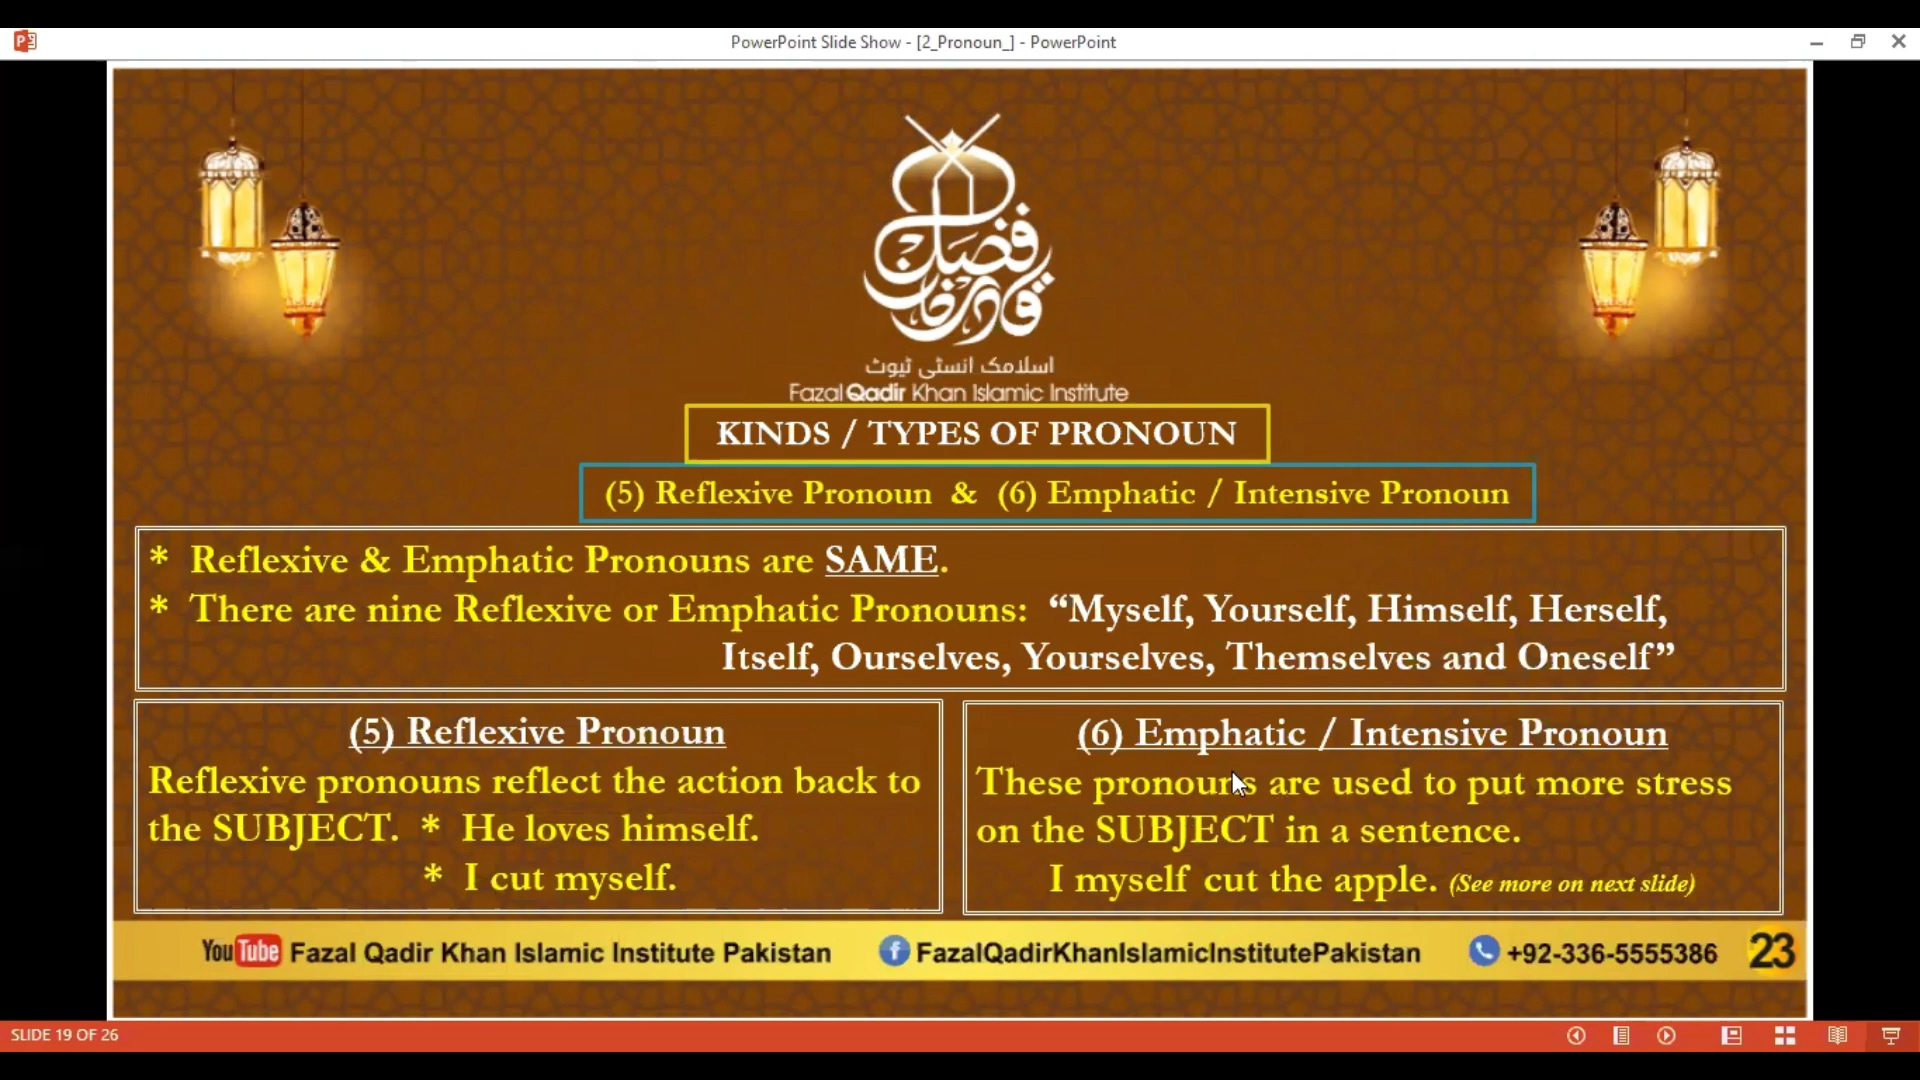 PowerPoint Slide Show - [2_Pronoun_] - PowerPoint
فضل
قادر خان
اسلامک انسٹی ٹیوٹ
Fazal Qadir Khan Islamic Institute
KINDS / TYPES OF PRONOUN
(5) Reflexive Pronoun & (6) Emphatic / Intensive Pronoun
* Reflexive & Emphatic Pronouns are SAME.
* There are nine Reflexive or Emphatic Pronouns: “Myself, Yourself, Himself, Herself,
Itself, Ourselves, Yourselves, Themselves and Oneself”
(5) Reflexive Pronoun
Reflexive pronouns reflect the action back to
the SUBJECT. * He loves himself.
* I cut myself.
(6) Emphatic / Intensive Pronoun
These pronouns are used to put more stress
on the SUBJECT in a sentence.
I myself cut the apple. (See more on next slide)
YouTube Fazal Qadir Khan Islamic Institute Pakistan FazalQadirKhanIslamicInstitutePakistan +92-336-5555386 23
SLIDE 19 OF 26